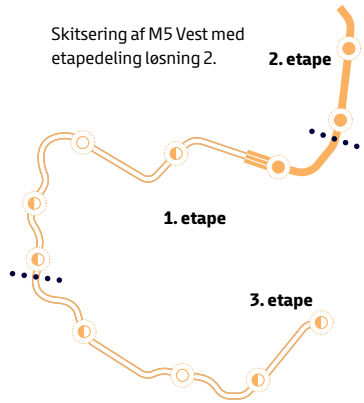 Skitsering af M5 Vest med
etapedeling løsning 2.
2. etape
1. etape
3. etape